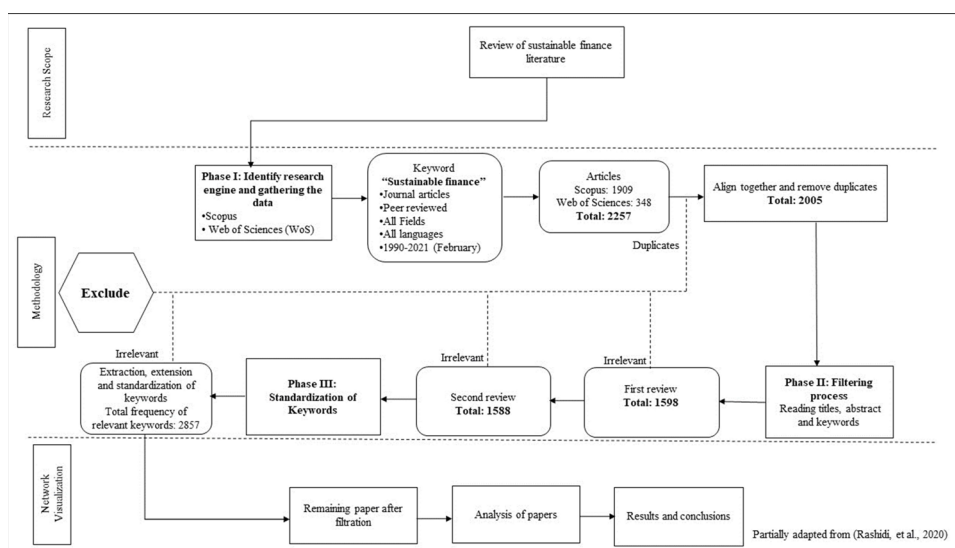 Research Scope
Review of sustainable finance
literature
Methodology
Phase I: Identify research
engine and gathering the
data
•Scopus
• Web of Sciences (WoS)
Keyword
"Sustainable finance"
•Journal articles
•Peer reviewed
•All Fields
•All languages
•1990-2021 (February)
Articles
Scopus: 1909
Web of Sciences: 348
Total: 2257
Align together and remove duplicates
Total: 2005
Duplicates
Exclude
Irrelevant
Irrelevant
Irrelevant
Extraction, extension
and standardization of
keywords
Total frequency of
relevant keywords: 2857
Phase III:
Standardization of
Keywords
Second review
Total: 1588
First review
Total: 1598
Phase II: Filtering
process
Reading titles, abstract
and keywords
Network
Visualization
Remaining paper after
filtration
Analysis of papers
Results and conclusions
Partially adapted from (Rashidi, et al., 2020)